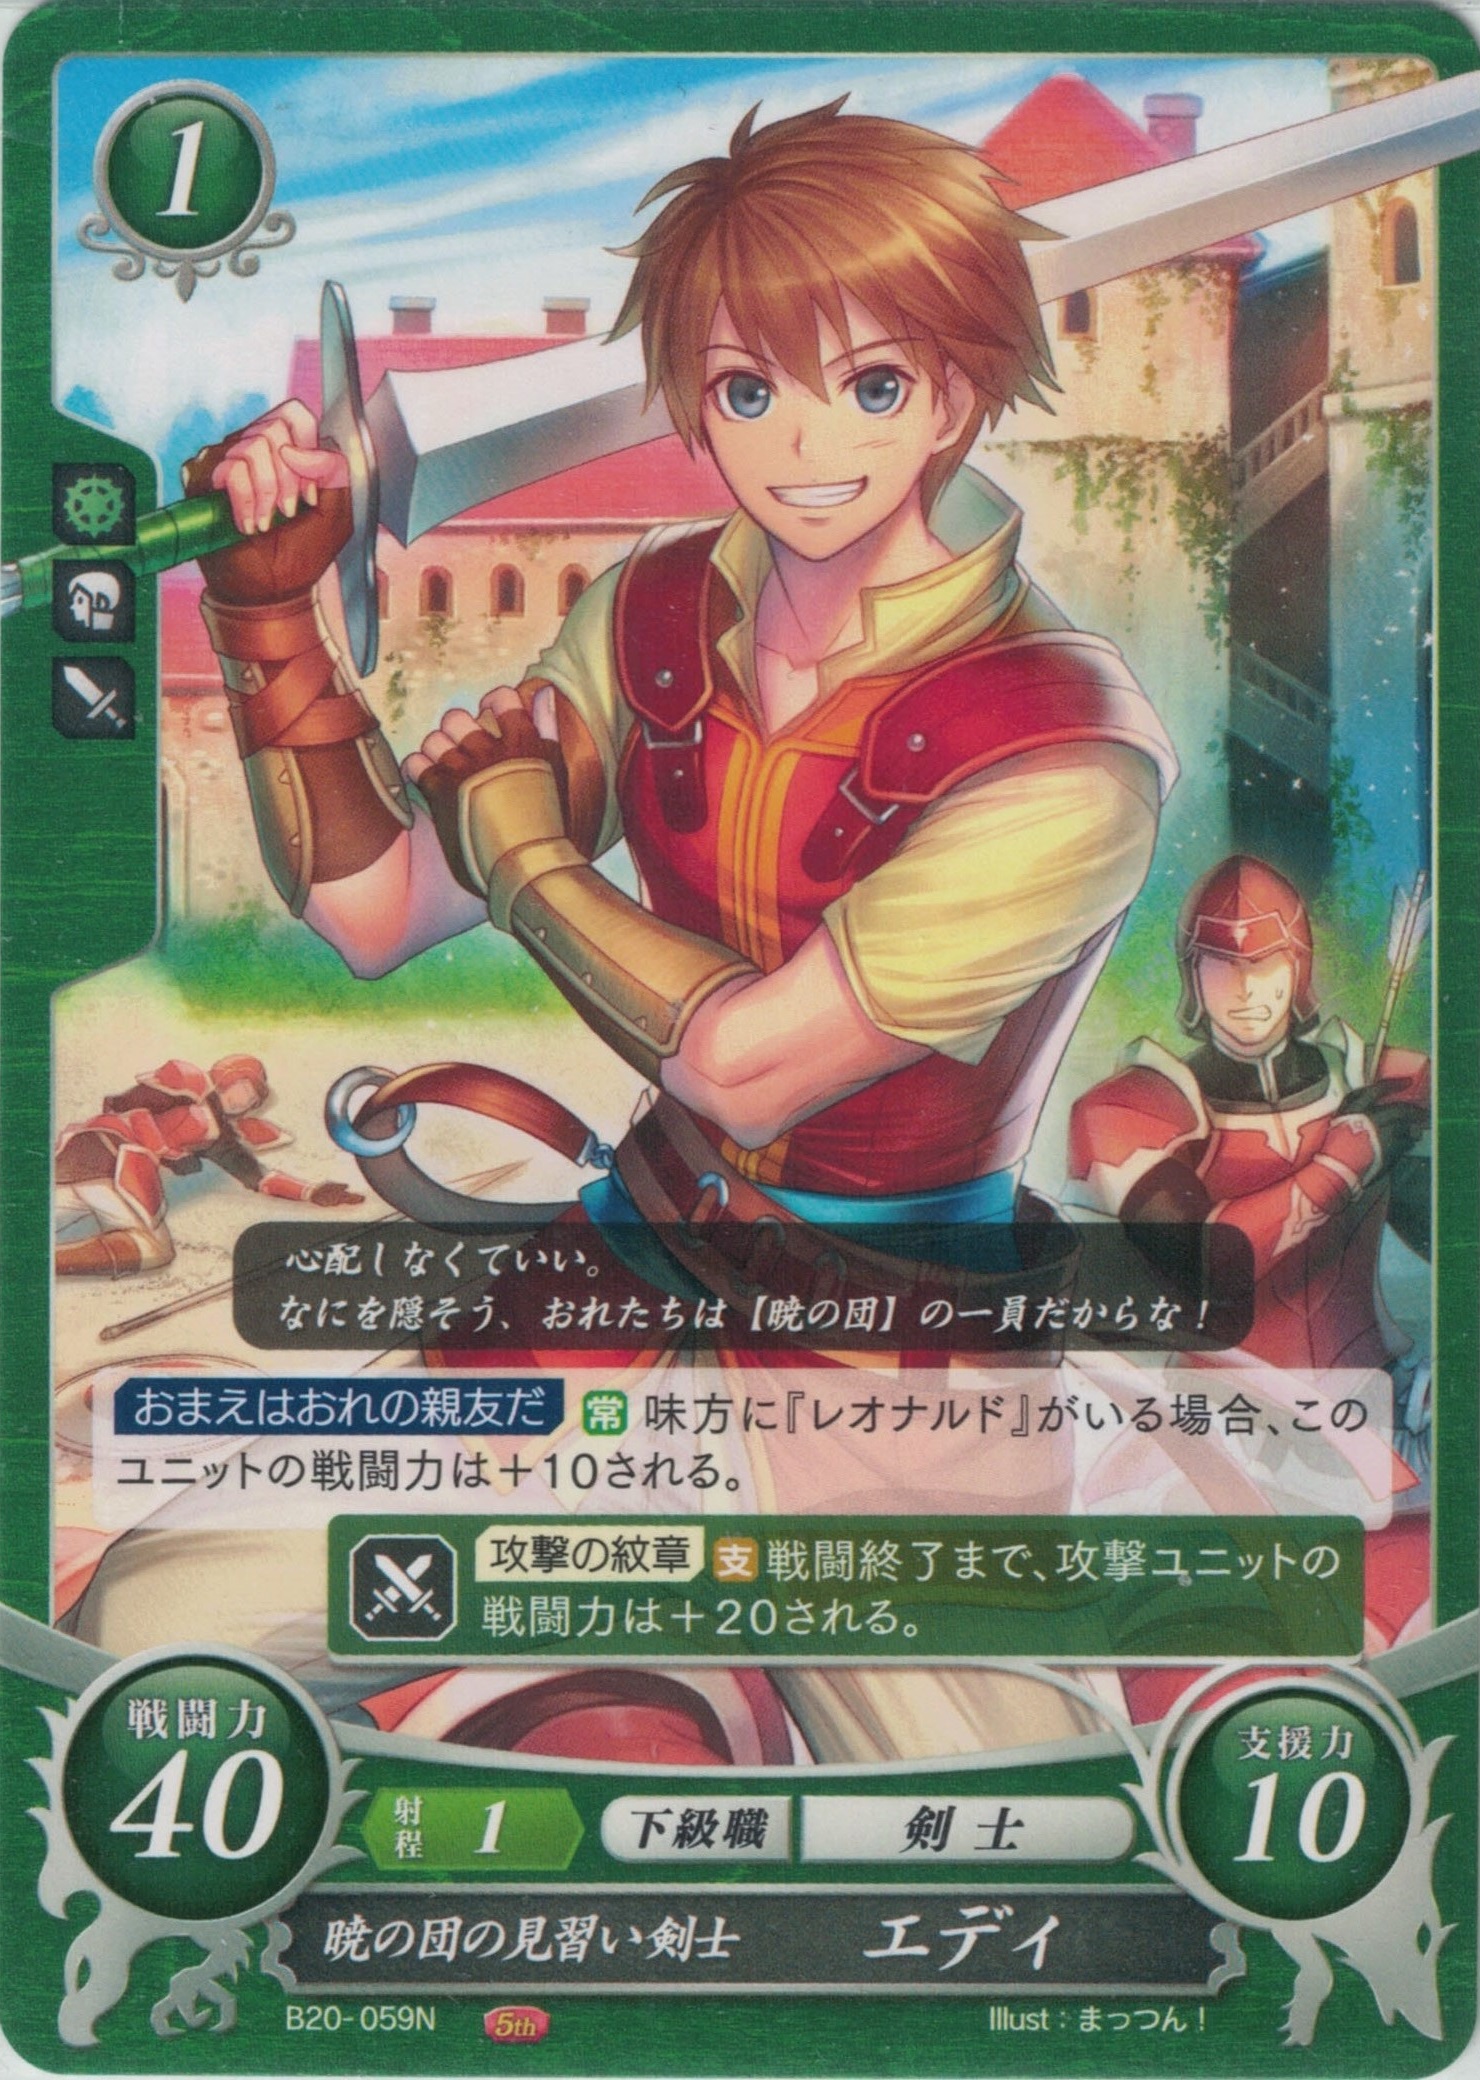 1
心配しなくていい。
なにを隠そう、おれたちは【暁の団】の一員だからな！
おまえはおれの親友だ 常 味方に『レオナルド』がいる場合、この
ユニットの戦闘力は＋10される。
攻撃の紋章 支 戦闘終了まで、攻撃ユニットの
戦闘力は＋20される。
戦闘力
40
射程 1 下級職 剣士
支援力
10
暁の団の見習い剣士 エディ
B20-059N 5th Illust：まっつん！